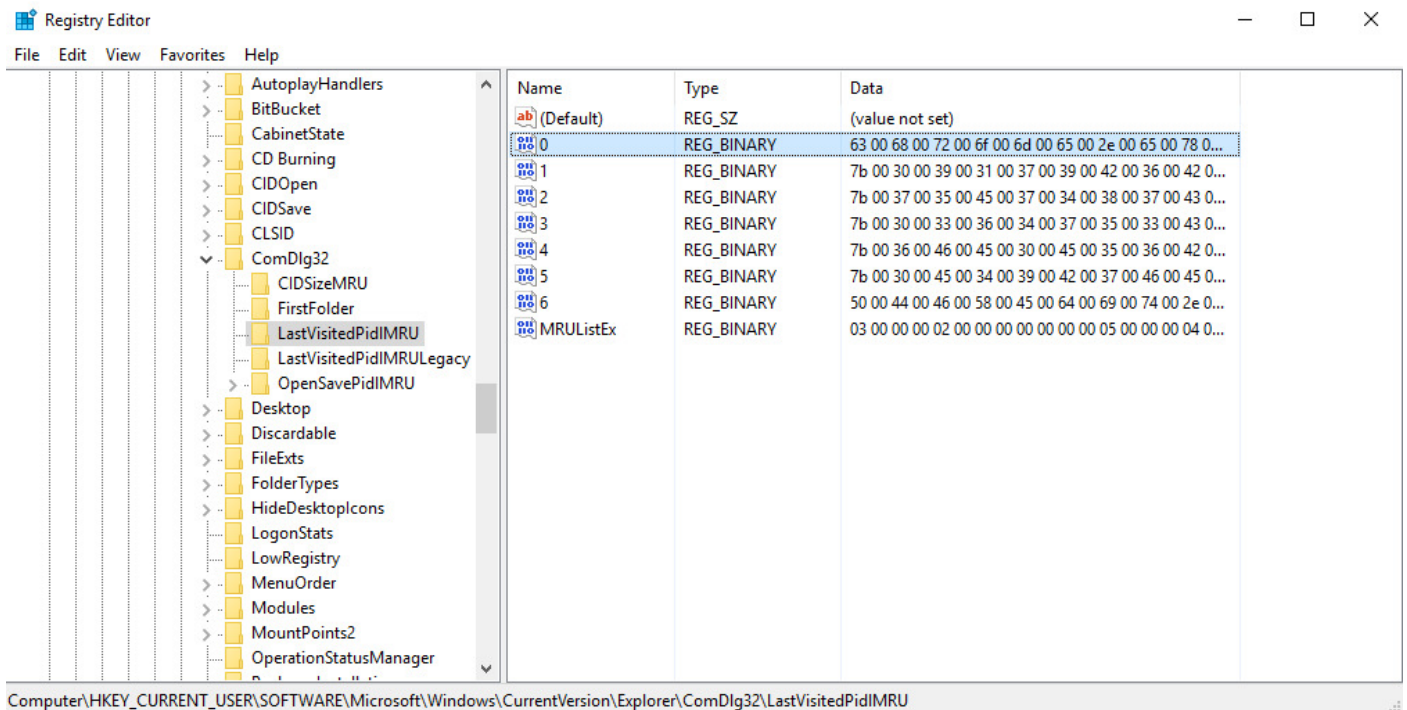 Registry Editor
File Edit View Favorites Help
AutoplayHandlers
BitBucket
CabinetState
CD Burning
CIDOpen
CIDSave
CLSID
ComDlg32
CIDSizeMRU
FirstFolder
LastVisitedPidlMRU
LastVisitedPidlMRULegacy
OpenSavePidlMRU
Desktop
Discardable
FileExts
FolderTypes
HideDesktopIcons
LogonStats
LowRegistry
MenuOrder
Modules
MountPoints2
OperationStatusManager
Name Type Data
(Default) REG_SZ (value not set)
0 REG_BINARY 63 00 68 00 72 00 6f 00 6d 00 65 00 2e 00 65 00 78 0...
1 REG_BINARY 7b 00 30 00 39 00 31 00 37 00 39 00 42 00 36 00 42 0...
2 REG_BINARY 7b 00 37 00 35 00 45 00 37 00 34 00 38 00 37 00 43 0...
3 REG_BINARY 7b 00 30 00 33 00 36 00 34 00 37 00 35 00 33 00 43 0...
4 REG_BINARY 7b 00 36 00 46 00 45 00 30 00 45 00 35 00 36 00 42 0...
5 REG_BINARY 7b 00 30 00 45 00 34 00 39 00 42 00 37 00 46 00 45 0...
6 REG_BINARY 50 00 44 00 46 00 58 00 45 00 64 00 69 00 74 00 2e 0...
MRUListEx REG_BINARY 03 00 00 00 02 00 00 00 00 00 00 00 05 00 00 00 04 0...
Computer\HKEY_CURRENT_USER\SOFTWARE\Microsoft\Windows\CurrentVersion\Explorer\ComDlg32\LastVisitedPidlMRU